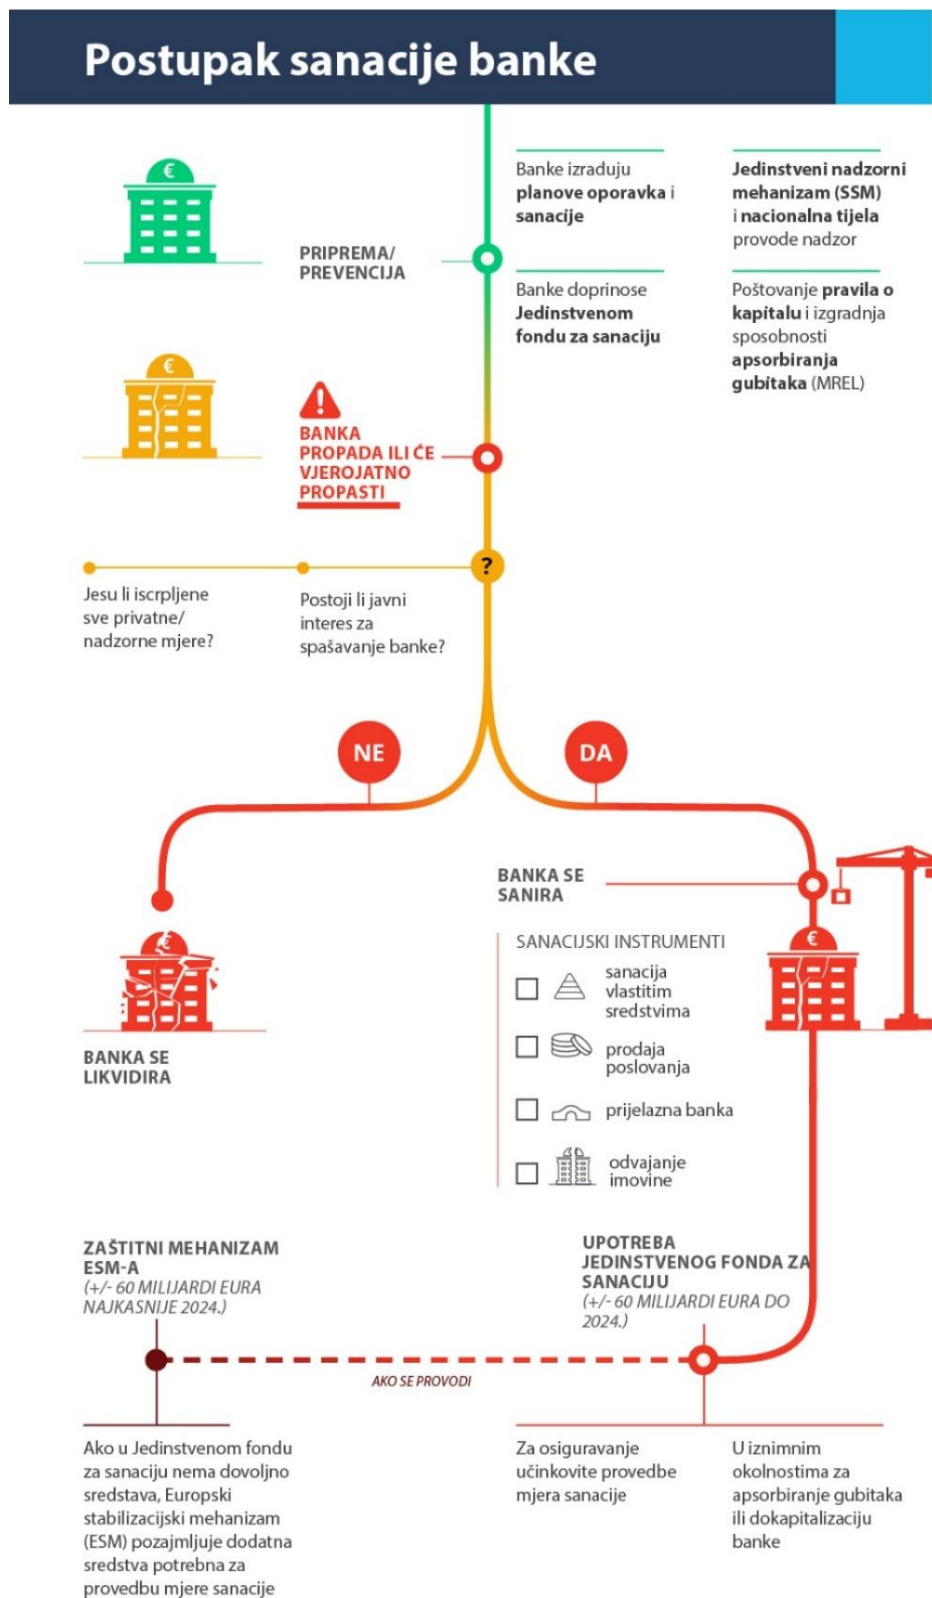 Postupak sanacije banke
PRIPREMA/
PREVENCIJA
Banke izrađuju
planove oporavka i
sanacije
Jedinstveni nadzorni
mehanizam (SSM)
i nacionalna tijela
provode nadzor
Banke doprinose
Jedinstvenom
fondu za sanaciju
Poštovanje pravila o
kapitalu i izgradnja
sposobnosti
apsorbiranja
gubitaka (MREL)
€
€
!
BANKA
PROPADA ILI ĆE
VJEROJATNO
PROPASTI
?
Jesu li iscrpljene
sve privatne/
nadzorne mjere?
Postoji li javni
interes za
spašavanje banke?
NE
DA
€
BANKA SE
LIKVIDIRA
BANKA SE
SANIRA
€
SANACIJSKI INSTRUMENTI
sanacija
vlastitim
sredstvima
prodaja
poslovanja
prijelazna banka
odvajanje
imovine
ZAŠTITNI MEHANIZAM
ESM-A
(+/- 60 MILIJARDI EURA
NAJKASNIJE 2024.)
UPOTREBA
JEDINSTVENOG FONDA ZA
SANACIJU
(+/- 60 MILIJARDI EURA DO
2024.)
AKO SE PROVODI
Ako u Jedinstvenom fondu
za sanaciju nema dovoljno
sredstava, Europski
stabilizacijski mehanizam
(ESM) pozajmljuje dodatna
sredstva potrebna za
provedbu mjere sanacije
Za osiguravanje
učinkovite provedbe
mjera sanacije
U iznimnim
okolnostima za
apsorbiranje gubitaka
ili dokapitalizaciju
banke